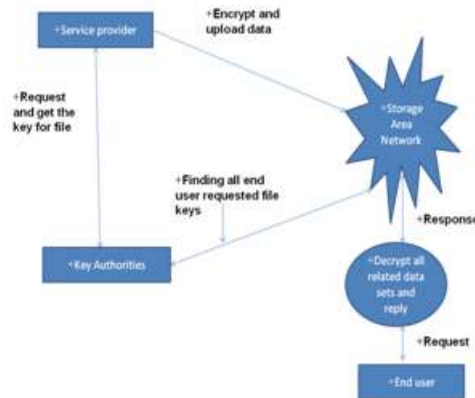 +Service provider
+Encrypt and
upload data
+Storage
Area
Network
+Request
and get the
key for file
+Finding all end
user requested file
keys
+Key Authorities
+Response
+Decrypt all
related data
sets and
reply
+Request
+End user